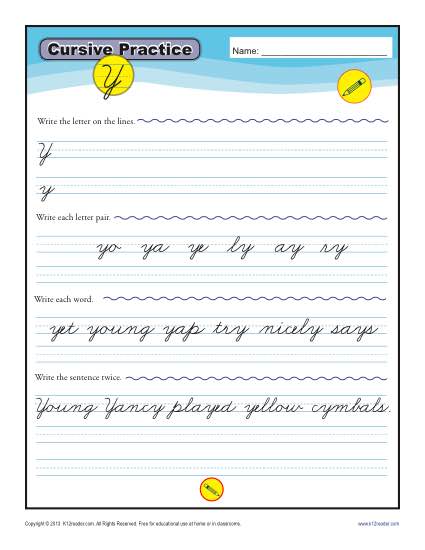 Cursive Practice
Name:
Y
Write the letter on the lines.
Y
y
Write each letter pair.
yo ya ye ly ay ry
Write each word.
yet young yap try nicely says
Write the sentence twice.
Young Yancy played yellow cymbals.
Copyright © 2013 K12reader.com. All Rights Reserved. Free for educational use at home or in classrooms.
www.k12reader.com